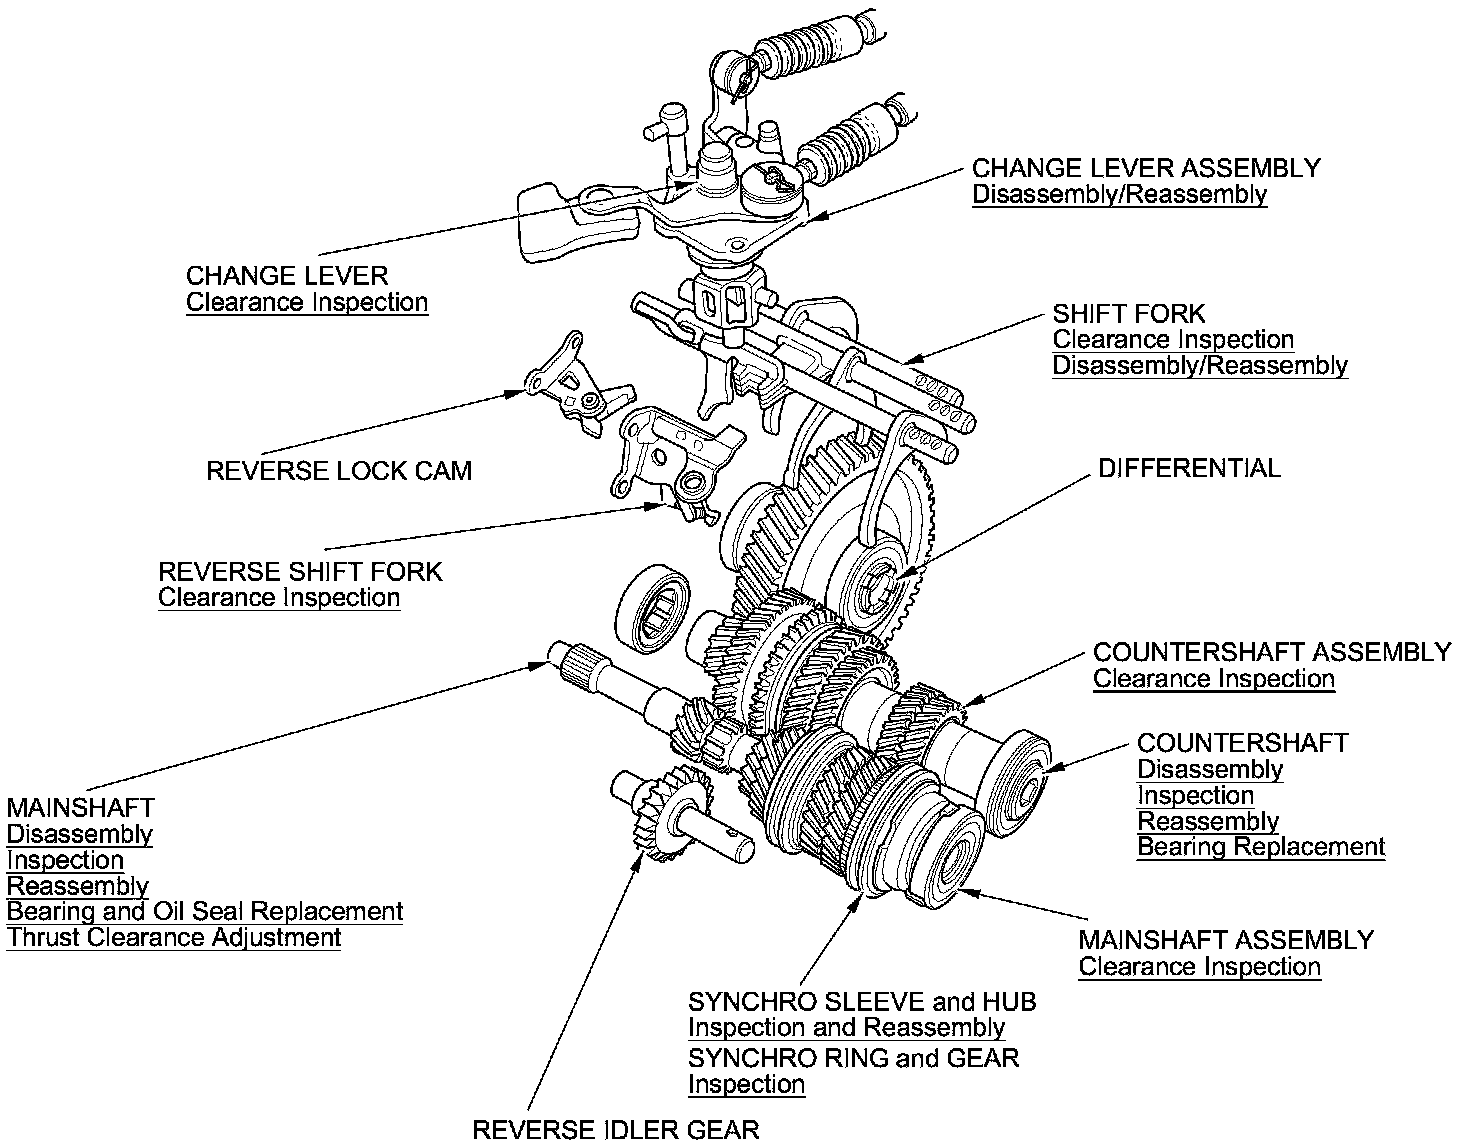 CHANGE LEVER ASSEMBLY
Disassembly/Reassembly
CHANGE LEVER
Clearance Inspection
SHIFT FORK
Clearance Inspection
Disassembly/Reassembly
REVERSE LOCK CAM
DIFFERENTIAL
REVERSE SHIFT FORK
Clearance Inspection
COUNTERSHAFT ASSEMBLY
Clearance Inspection
COUNTERSHAFT
Disassembly
Inspection
Reassembly
Bearing Replacement
MAINSHAFT
Disassembly
Inspection
Reassembly
Bearing and Oil Seal Replacement
Thrust Clearance Adjustment
MAINSHAFT ASSEMBLY
Clearance Inspection
SYNCHRO SLEEVE and HUB
Inspection and Reassembly
SYNCHRO RING and GEAR
Inspection
REVERSE IDLER GEAR